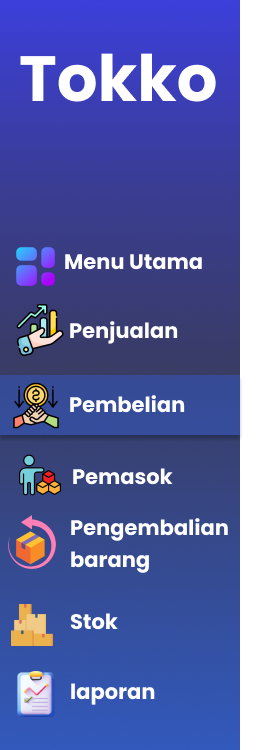 Tokko
Menu Utama
Penjualan
Pembelian
Pemasok
Pengembalian
barang
Stok
laporan